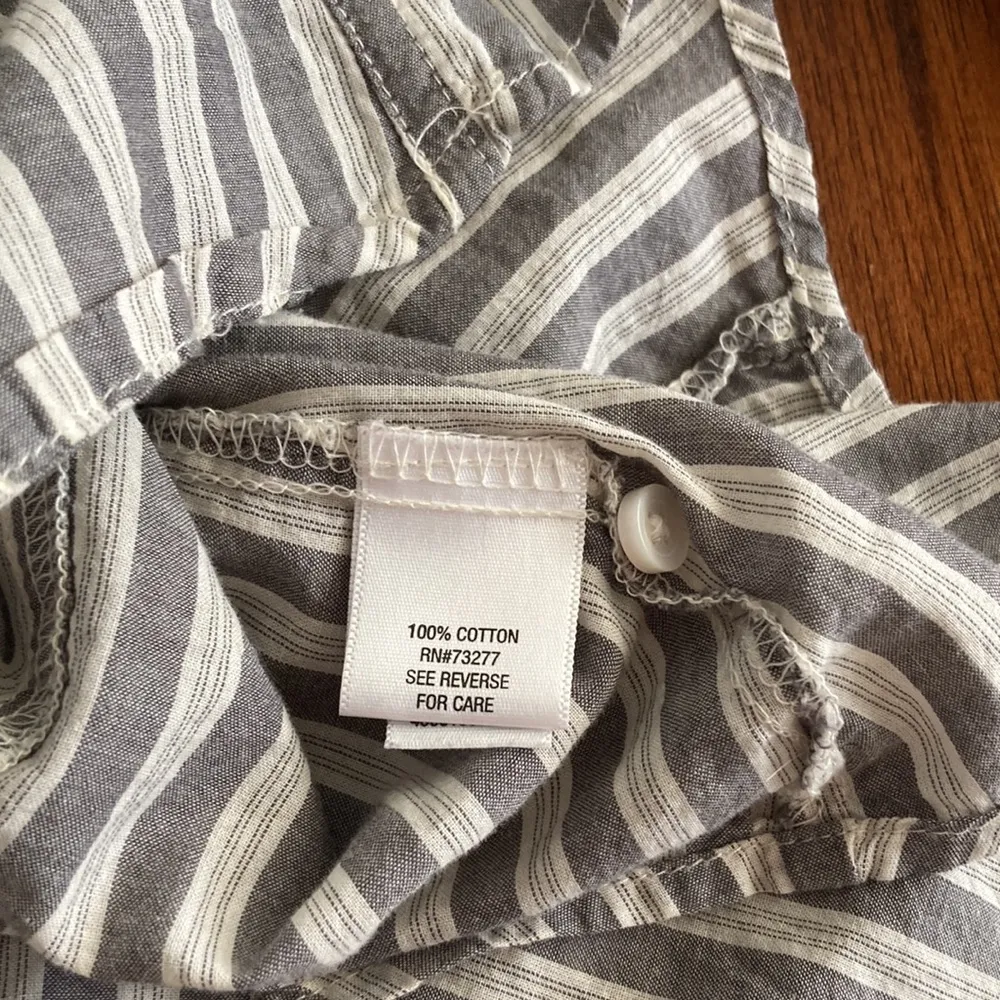 100% COTTON
RN#73277
SEE REVERSE
FOR CARE